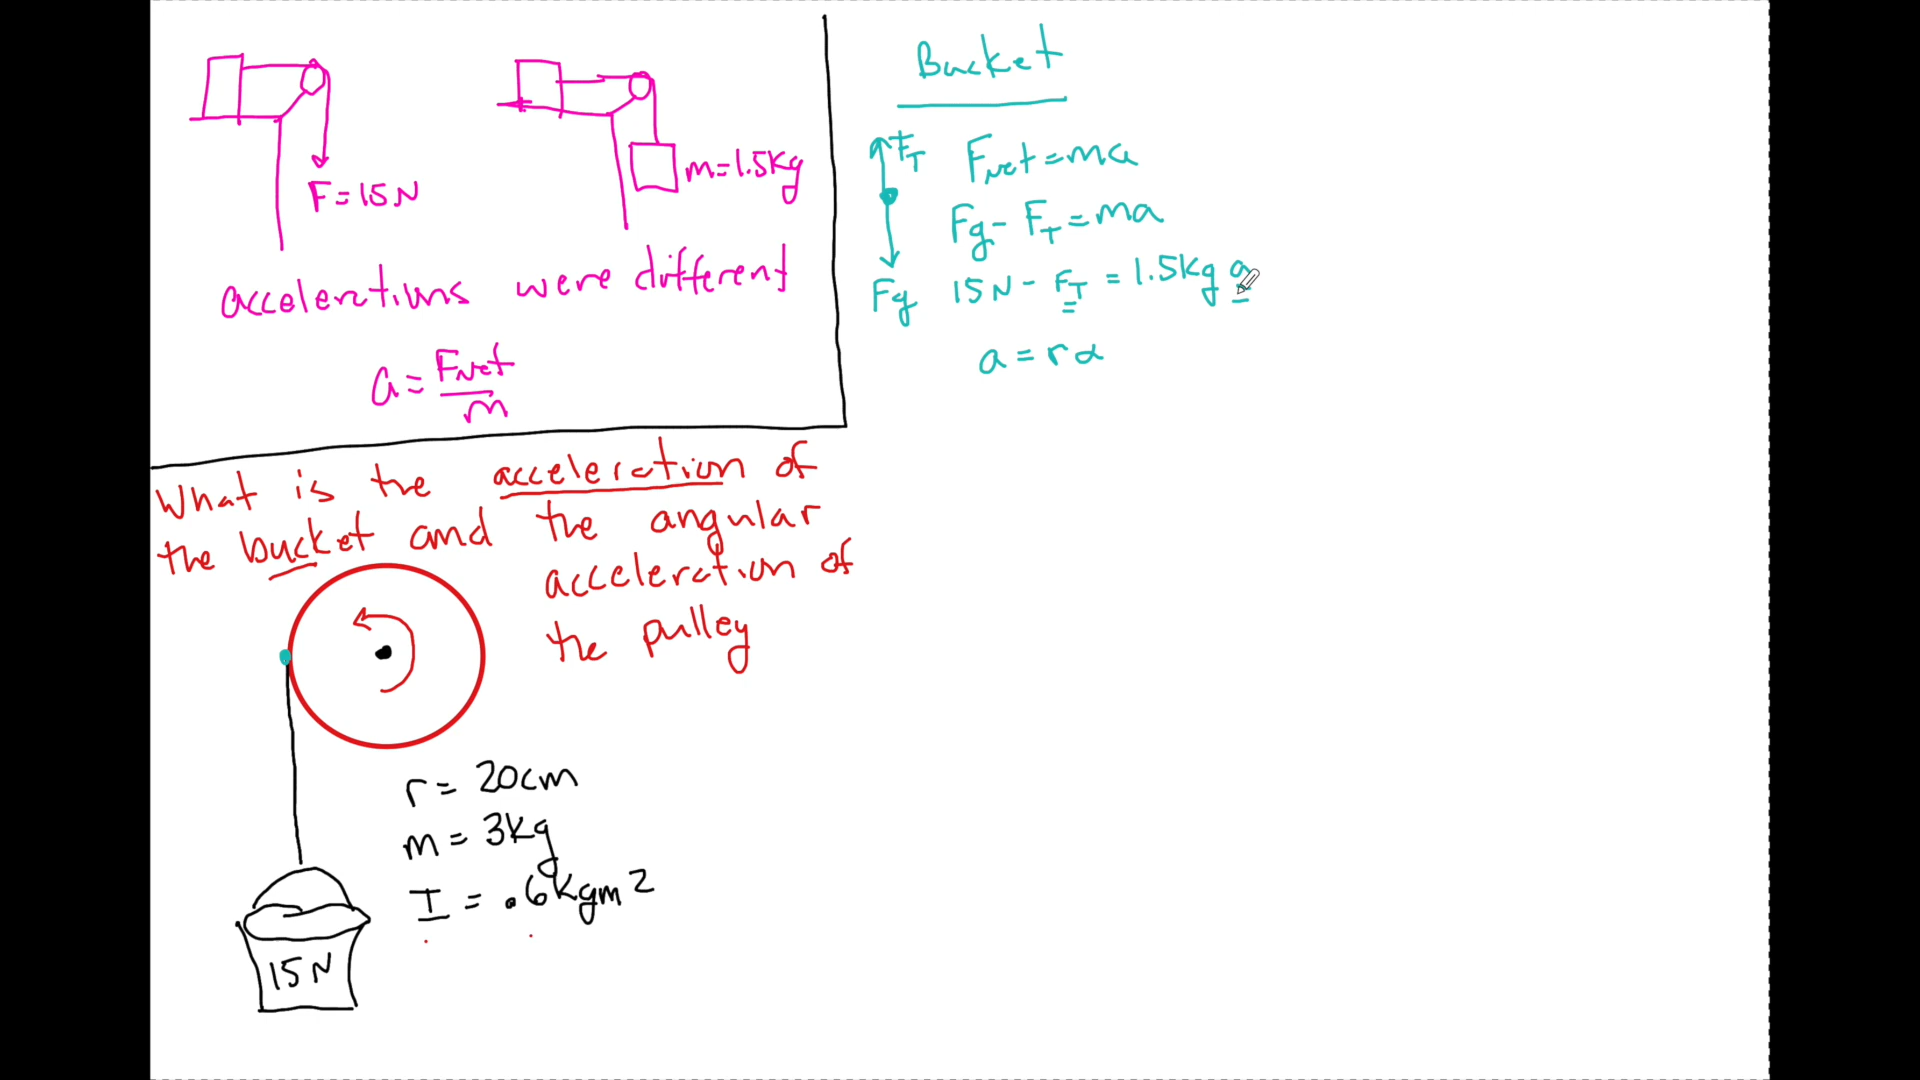 F=15N
m=1.5kg
accelerations were different
a = Fnet/m
Bucket
FT
Fnet=ma
Fg- FT=ma
Fg
15N- FT = 1.5kg a
a = rα
What is the acceleration of
the bucket and the angular
acceleration of
the pulley
r= 20cm
m = 3kg
I = .6kgm2
15N